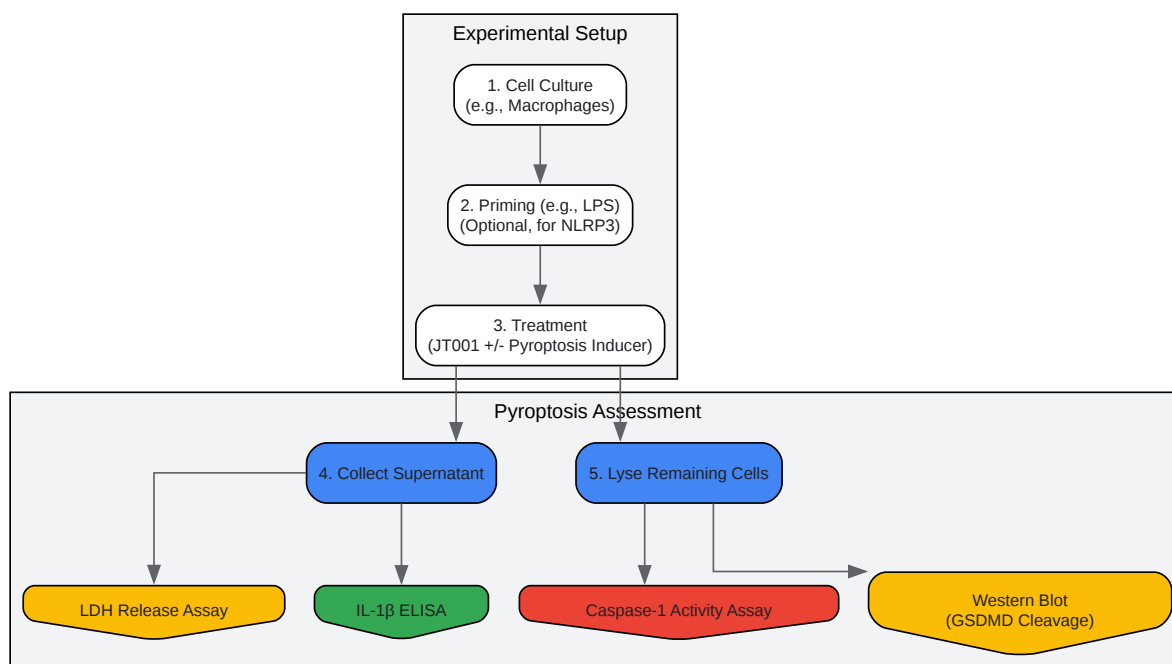 Experimental Setup
1. Cell Culture
(e.g., Macrophages)
2. Priming (e.g., LPS)
(Optional, for NLRP3)
3. Treatment
(JT001 +/- Pyroptosis Inducer)
Pyroptosis Assessment
4. Collect Supernatant
5. Lyse Remaining Cells
LDH Release Assay
IL-1β ELISA
Caspase-1 Activity Assay
Western Blot
(GSDMD Cleavage)